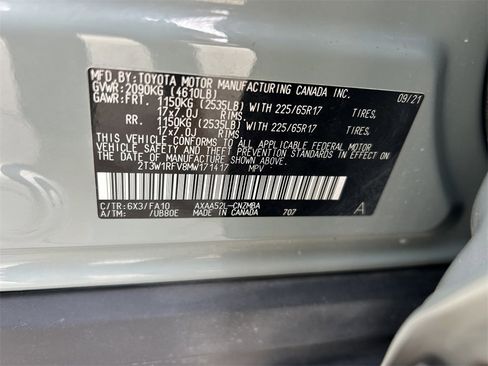 MFD. BY: TOYOTA MOTOR MANUFACTURING CANADA INC. 09/21
GVWR: 2090KG (4610LB)
GAWR: FRT. 1150KG (2535LB) WITH 225/65R17 TIRES,
17x7.0J RIMS,
RR. 1150KG (2535LB) WITH 225/65R17 TIRES,
17x7.0J RIMS,
THIS VEHICLE CONFORMS TO ALL APPLICABLE FEDERAL MOTOR
VEHICLE SAFETY AND THEFT PREVENTION STANDARDS IN EFFECT ON
THE DATE OF MANUFACTURE SHOWN ABOVE.
2T3W1RFV8MW171417 MPV
C/TR: 6X3/FA10 AXAA52L-CNZMBA
A/TM: /UB80E MADE IN CANADA 707 A